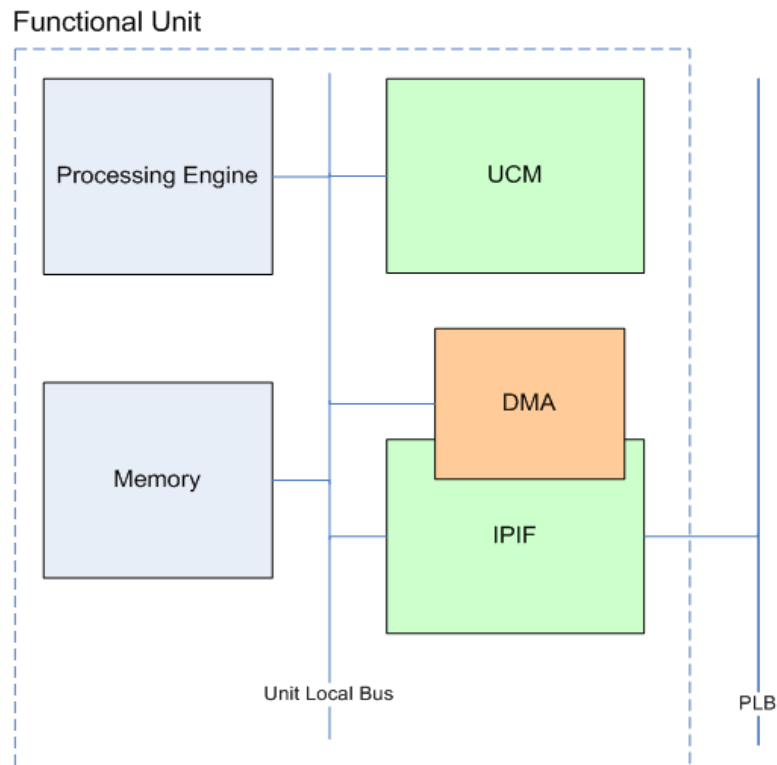 Functional Unit
Processing Engine
UCM
DMA
Memory
IPIF
Unit Local Bus
PLB